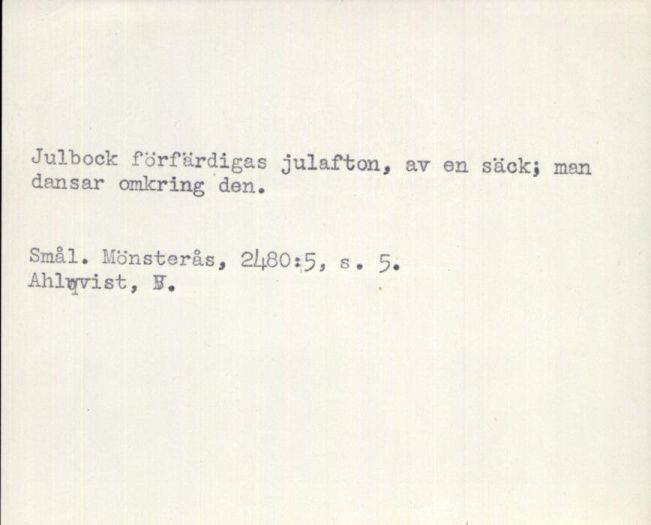 Julbock förfärdigas julafton, av en säck; man
dansar omkring den.
Smål. Mönsterås, 2480:5, s. 5.
Ahlqvist,